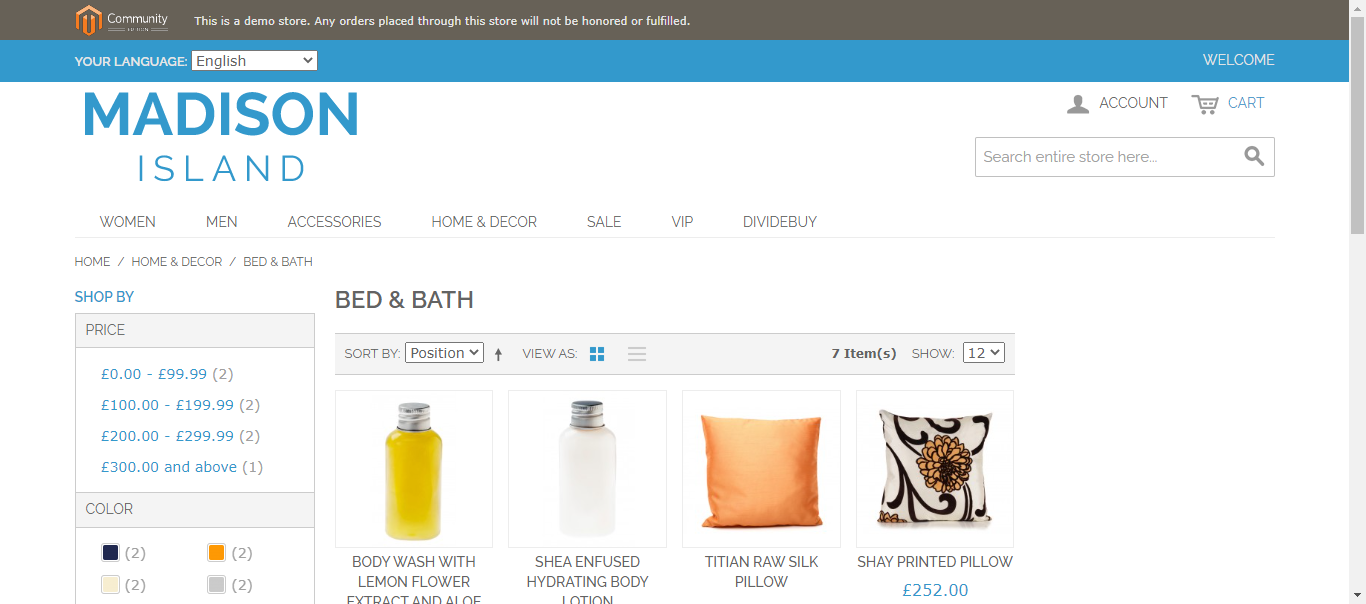 Community
This is a demo store. Any orders placed through this store will not be honored or fulfilled.
YOUR LANGUAGE: English
WELCOME
MADISON
ISLAND
ACCOUNT
CART
Search entire store here...
WOMEN MEN ACCESSORIES HOME & DECOR SALE VIP DIVIDEBUY
HOME / HOME & DECOR / BED & BATH
SHOP BY
PRICE
£0.00 - £99.99 (2)
£100.00 - £199.99 (2)
£200.00 - £299.99 (2)
£300.00 and above (1)
COLOR
(2) (2)
(2) (2)
BED & BATH
SORT BY: Position VIEW AS: 7 Item(s) SHOW: 12
BODY WASH WITH
LEMON FLOWER
EXTRACT AND ALOE
SHEA ENFUSED
HYDRATING BODY
LOTION
TITIAN RAW SILK
PILLOW
SHAY PRINTED PILLOW
£252.00